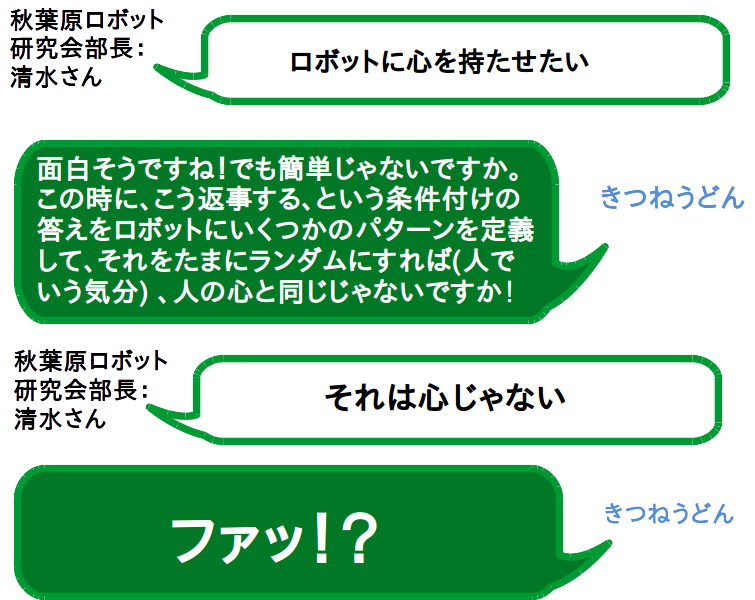 秋葉原ロボット
研究会部長：
清水さん
ロボットに心を持たせたい
面白そうですね！でも簡単じゃないですか。
この時に、こう返事する、という条件付けの
答えをロボットにいくつかのパターンを定義
して、それをたまにランダムにすれば(人で
いう気分) 、人の心と同じじゃないですか！
きつねうどん
秋葉原ロボット
研究会部長：
清水さん
それは心じゃない
ファッ！？
きつねうどん